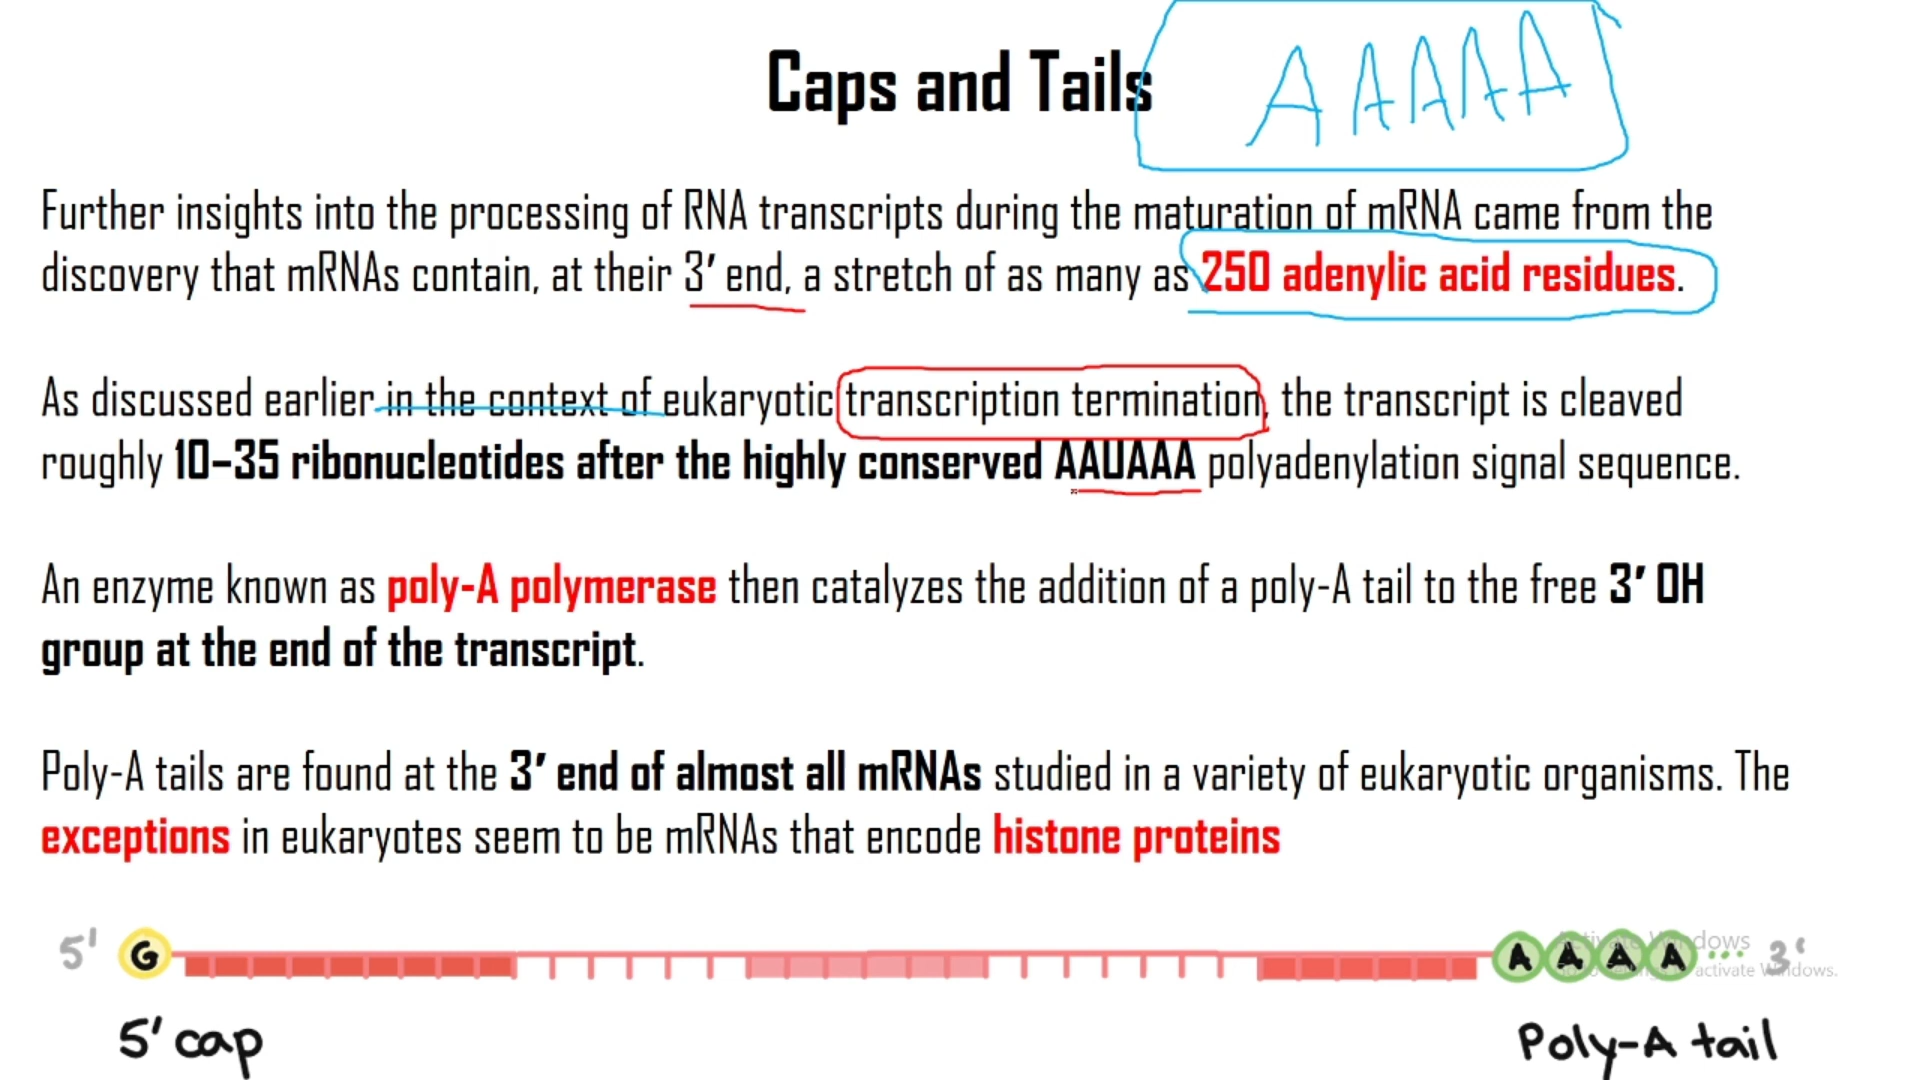 Caps and Tails
A A A A A
Further insights into the processing of RNA transcripts during the maturation of mRNA came from the
discovery that mRNAs contain, at their 3′ end, a stretch of as many as 250 adenylic acid residues.
As discussed earlier in the context of eukaryotic transcription termination, the transcript is cleaved
roughly 10–35 ribonucleotides after the highly conserved AAUAAA polyadenylation signal sequence.
An enzyme known as poly-A polymerase then catalyzes the addition of a poly-A tail to the free 3′ OH
group at the end of the transcript.
Poly-A tails are found at the 3′ end of almost all mRNAs studied in a variety of eukaryotic organisms. The
exceptions in eukaryotes seem to be mRNAs that encode histone proteins
5' G A A A A ... 3'
Activate Windows
activate Windows.
5' cap Poly-A tail